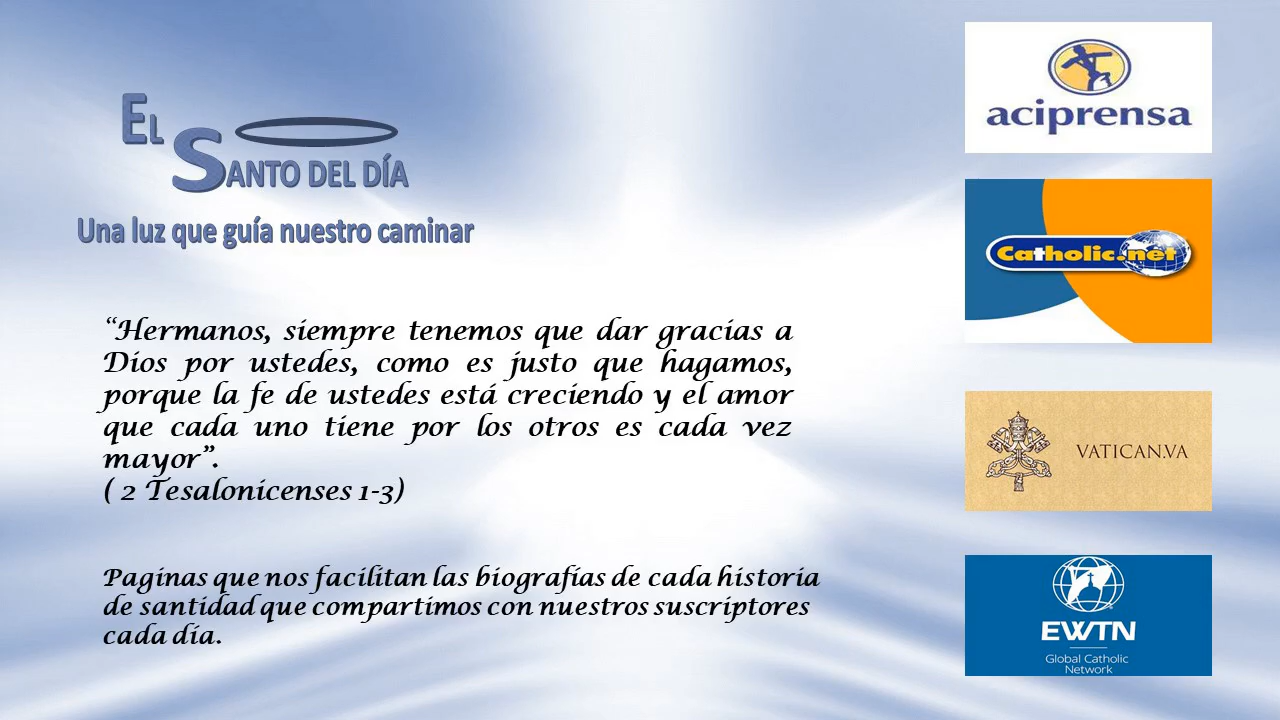 EL
SANTO DEL DÍA
Una luz que guía nuestro caminar
“Hermanos, siempre tenemos que dar gracias a
Dios por ustedes, como es justo que hagamos,
porque la fe de ustedes está creciendo y el amor
que cada uno tiene por los otros es cada vez
mayor”.
( 2 Tesalonicenses 1-3)
Paginas que nos facilitan las biografías de cada historia
de santidad que compartimos con nuestros suscriptores
cada día.
aciprensa
Catholic.net
VATICAN.VA
EWTN
Global Catholic
Network